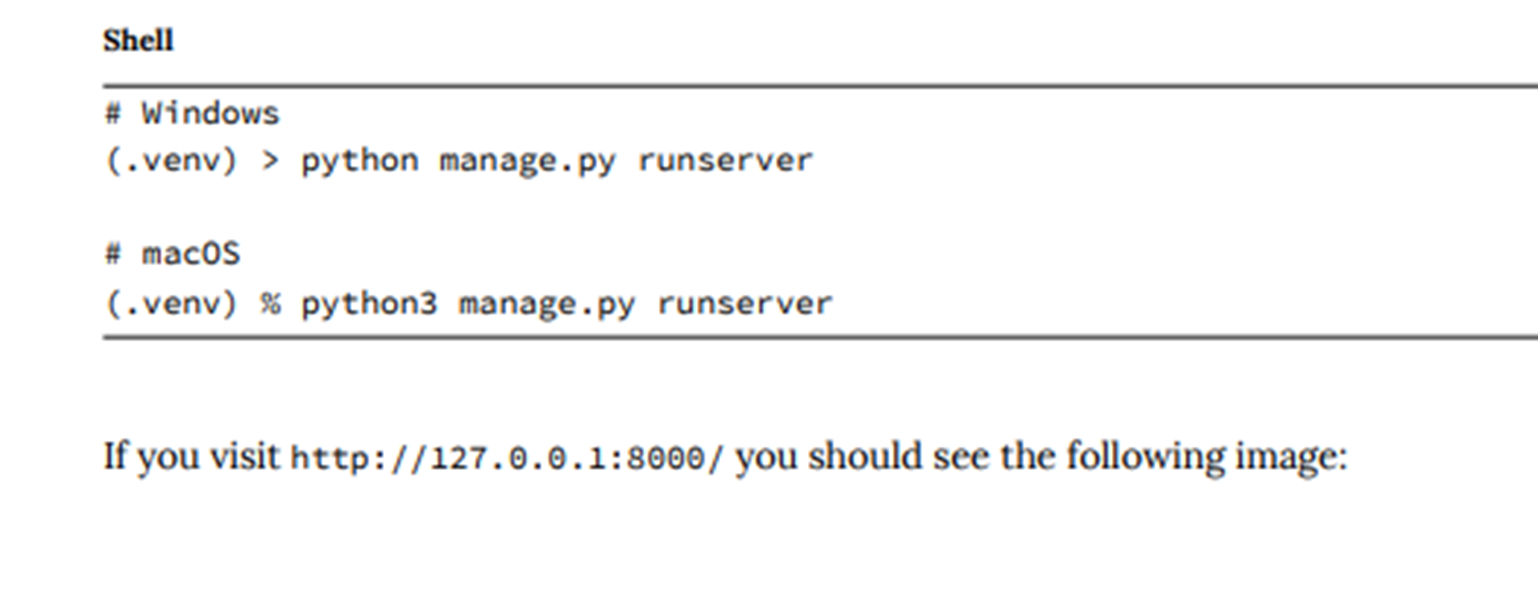 Shell
# Windows
(.venv) > python manage.py runserver
# macOS
(.venv) % python3 manage.py runserver
If you visit http://127.0.0.1:8000/ you should see the following image: